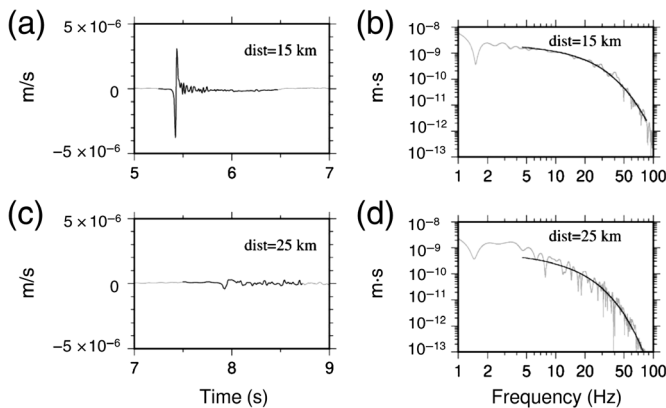 (a)
5 ×10⁻⁶
0
−5 ×10⁻⁶
m/s
dist=15 km
5 6 7
(b)
10⁻⁸
10⁻⁹
10⁻¹⁰
10⁻¹¹
10⁻¹²
10⁻¹³
m·s
dist=15 km
1 2 5 10 20 50 100
(c)
5 ×10⁻⁶
0
−5 ×10⁻⁶
m/s
dist=25 km
7 8 9
Time (s)
(d)
10⁻⁸
10⁻⁹
10⁻¹⁰
10⁻¹¹
10⁻¹²
10⁻¹³
m·s
dist=25 km
1 2 5 10 20 50 100
Frequency (Hz)